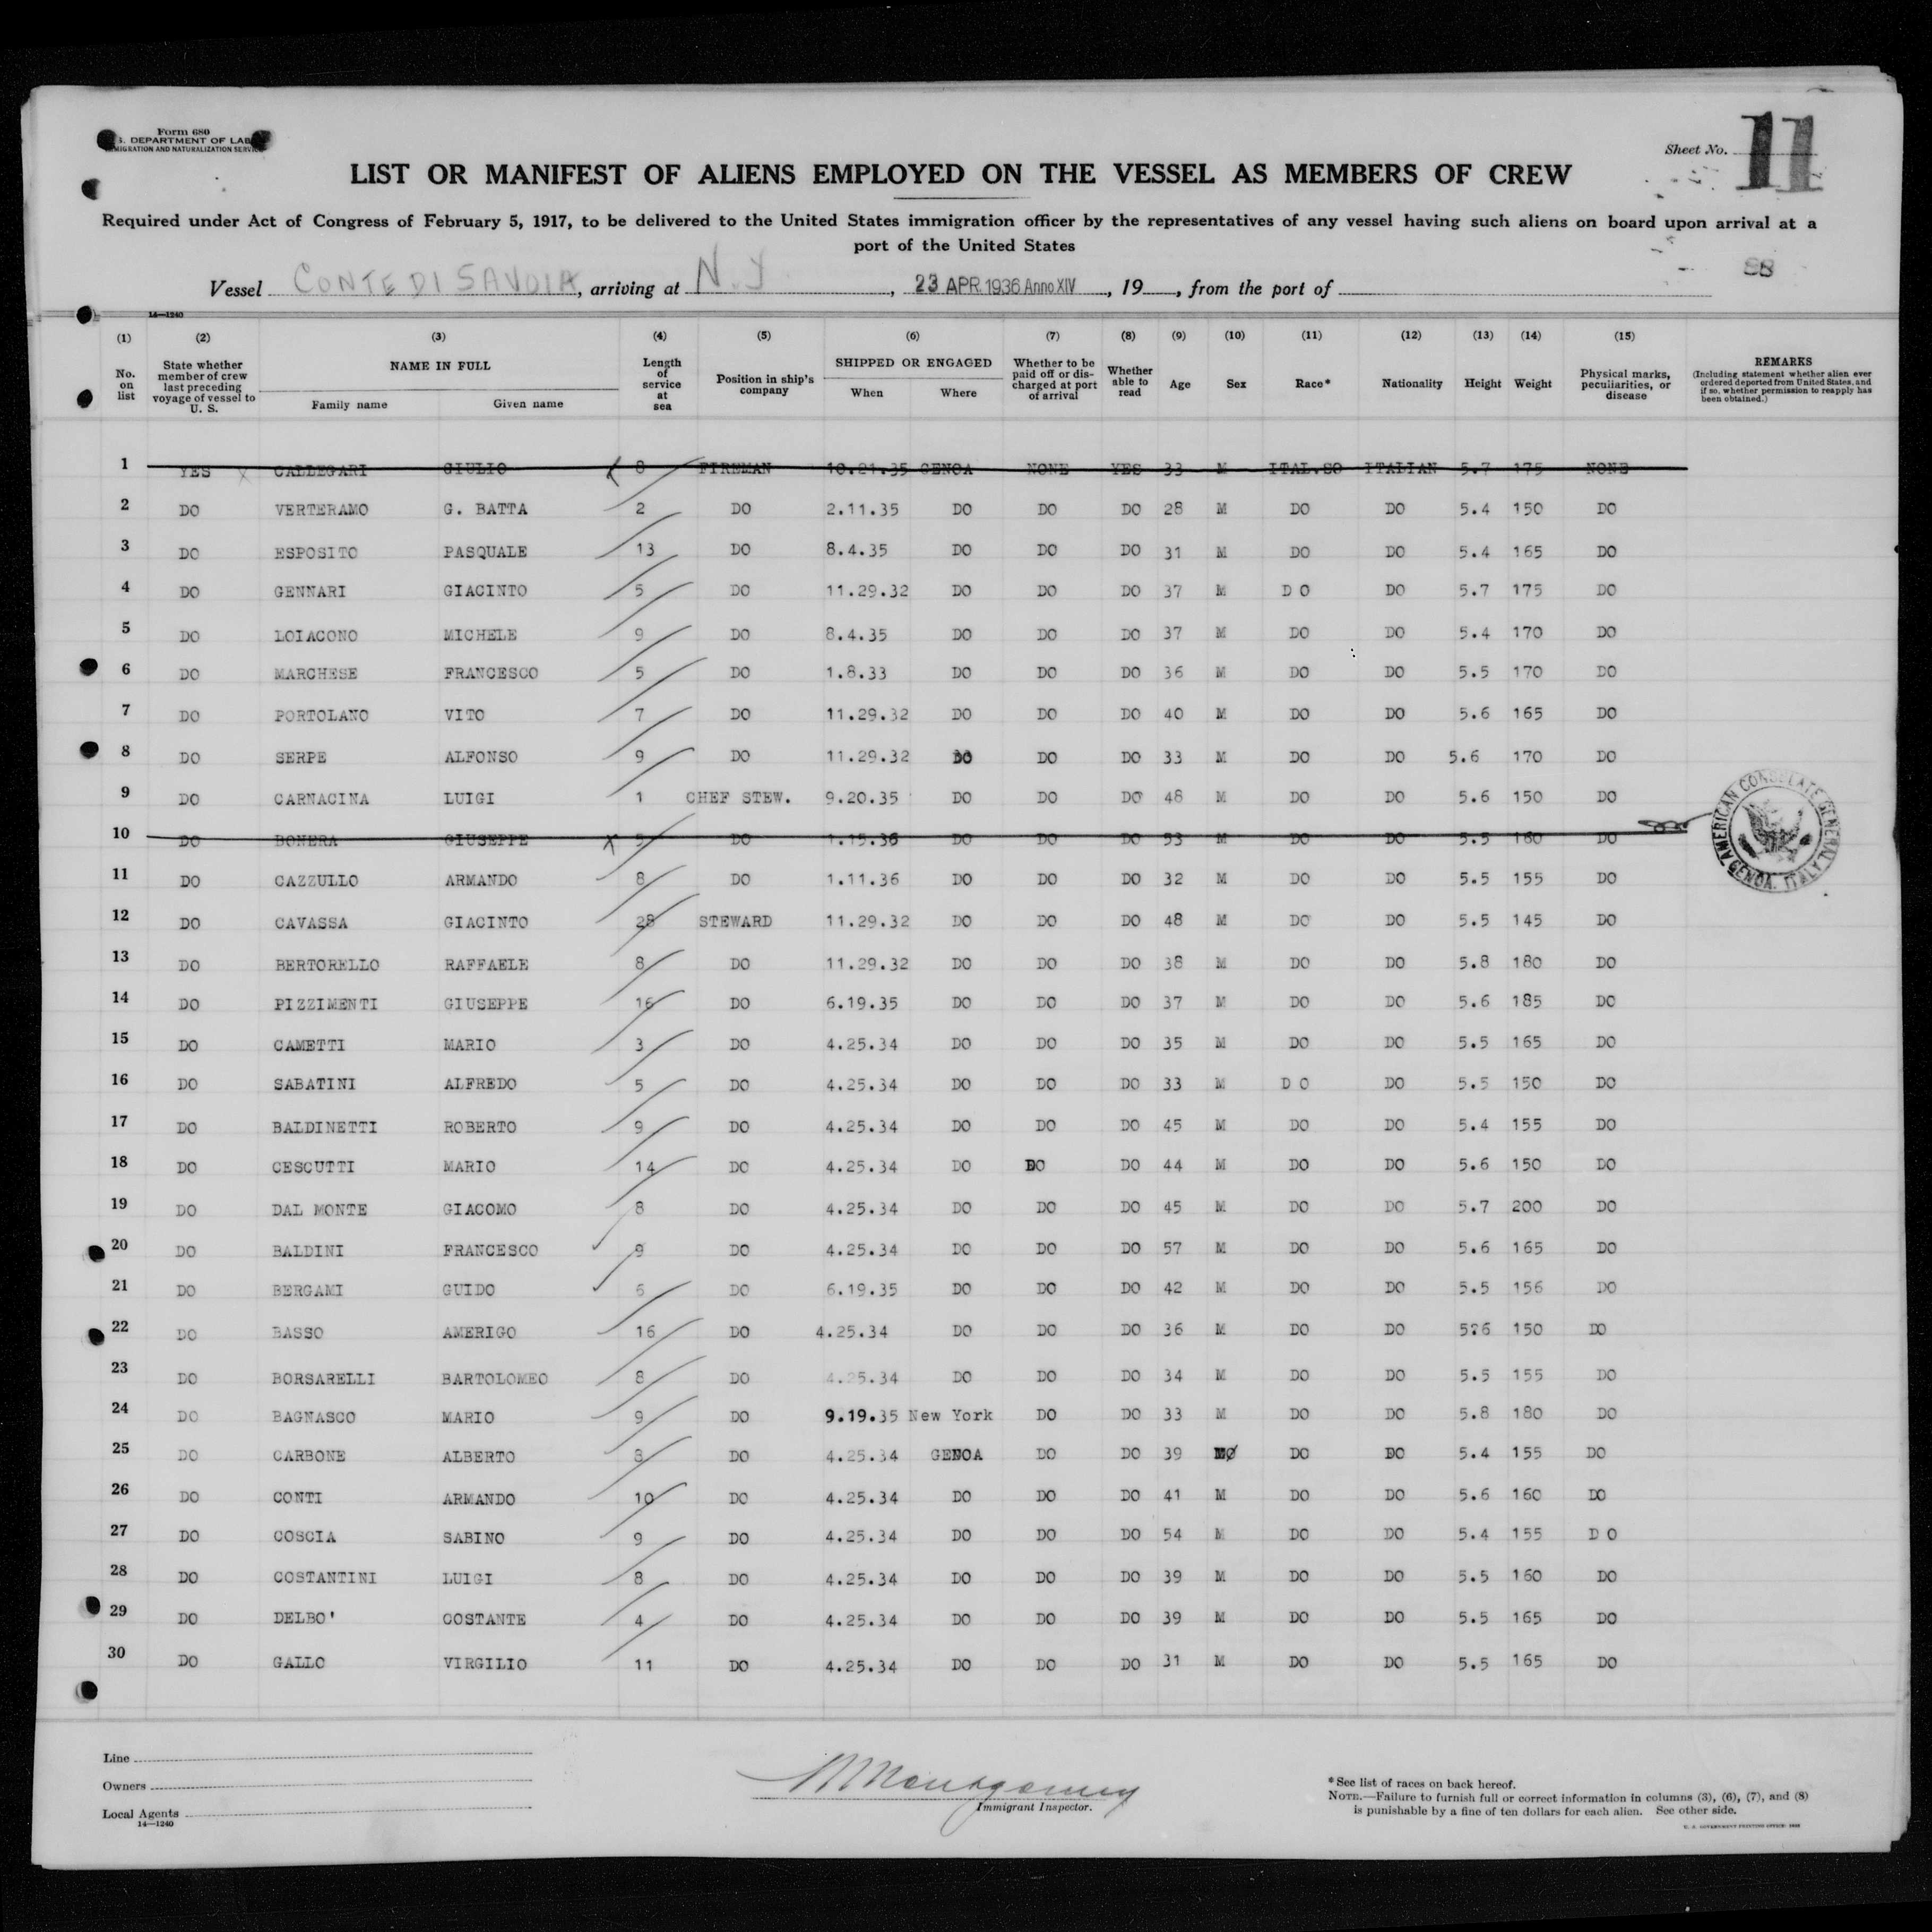 Form 680
S. DEPARTMENT OF LAB
MIGRATION AND NATURALIZATION SERVICE
Sheet No. 11
LIST OR MANIFEST OF ALIENS EMPLOYED ON THE VESSEL AS MEMBERS OF CREW
Required under Act of Congress of February 5, 1917, to be delivered to the United States immigration officer by the representatives of any vessel having such aliens on board upon arrival at a
port of the United States
88
Vessel CONTE DI SAVOIA, arriving at N.Y, 23 APR. 1936 Anno XIV, 19, from the port of
14—1240
(1) (2) (3) (4) (5) (6) (7) (8) (9) (10) (11) (12) (13) (14) (15)
No. on list State whether member of crew last preceding voyage of vessel to U. S. NAME IN FULL Family name Given name Length of service at sea Position in ship's company SHIPPED OR ENGAGED When Where Whether to be paid off or discharged at port of arrival Whether able to read Age Sex Race* Nationality Height Weight Physical marks, peculiarities, or disease REMARKS (Including statement whether alien ever ordered deported from United States, and if so, whether permission to reapply has been obtained.)
1 YES CALLEGARI GIULIO 8 FIREMAN 10.21.35 GENOA NONE YES 33 M ITAL.SO ITALIAN 5.7 175 NONE
2 DO VERTERAMO G. BATTA 2 DO 2.11.35 DO DO DO 28 M DO DO 5.4 150 DO
3 DO ESPOSITO PASQUALE 13 DO 8.4.35 DO DO DO 31 M DO DO 5.4 165 DO
4 DO GENNARI GIACINTO 5 DO 11.29.32 DO DO DO 37 M D O DO 5.7 175 DO
5 DO LOIACONO MICHELE 9 DO 8.4.35 DO DO DO 37 M DO DO 5.4 170 DO
6 DO MARCHESE FRANCESCO 5 DO 1.8.33 DO DO DO 36 M DO DO 5.5 170 DO
7 DO PORTOLANO VITO 7 DO 11.29.32 DO DO DO 40 M DO DO 5.6 165 DO
8 DO SERPE ALFONSO 9 DO 11.29.32 DO DO DO 33 M DO DO 5.6 170 DO
9 DO CARNACINA LUIGI 1 CHEF STEW. 9.20.35 DO DO DO 48 M DO DO 5.6 150 DO
10 DO BONERA GIUSEPPE 5 DO 1.15.36 DO DO DO 53 M DO DO 5.5 160 DO
11 DO CAZZULLO ARMANDO 8 DO 1.11.36 DO DO DO 32 M DO DO 5.5 155 DO
12 DO CAVASSA GIACINTO 28 STEWARD 11.29.32 DO DO DO 48 M DO DO 5.5 145 DO
13 DO BERTORELLO RAFFAELE 8 DO 11.29.32 DO DO DO 38 M DO DO 5.8 180 DO
14 DO PIZZIMENTI GIUSEPPE 16 DO 6.19.35 DO DO DO 37 M DO DO 5.6 185 DO
15 DO CAMETTI MARIO 3 DO 4.25.34 DO DO DO 35 M DO DO 5.5 165 DO
16 DO SABATINI ALFREDO 5 DO 4.25.34 DO DO DO 33 M D O DO 5.5 150 DO
17 DO BALDINETTI ROBERTO 9 DO 4.25.34 DO DO DO 45 M DO DO 5.4 155 DO
18 DO CESCUTTI MARIO 14 DO 4.25.34 DO DO DO 44 M DO DO 5.6 150 DO
19 DO DAL MONTE GIACOMO 8 DO 4.25.34 DO DO DO 45 M DO DO 5.7 200 DO
20 DO BALDINI FRANCESCO 9 DO 4.25.34 DO DO DO 57 M DO DO 5.6 165 DO
21 DO BERGAMI GUIDO 6 DO 6.19.35 DO DO DO 42 M DO DO 5.5 156 DO
22 DO BASSO AMERIGO 16 DO 4.25.34 DO DO DO 36 M DO DO 5?6 150 DO
23 DO BORSARELLI BARTOLOMEO 8 DO 4.25.34 DO DO DO 34 M DO DO 5.5 155 DO
24 DO BAGNASCO MARIO 9 DO 9.19.35 New York DO DO 33 M DO DO 5.8 180 DO
25 DO CARBONE ALBERTO 8 DO 4.25.34 GENOA DO DO 39 M DO DO 5.4 155 DO
26 DO CONTI ARMANDO 10 DO 4.25.34 DO DO DO 41 M DO DO 5.6 160 DO
27 DO COSCIA SABINO 9 DO 4.25.34 DO DO DO 54 M DO DO 5.4 155 D O
28 DO COSTANTINI LUIGI 8 DO 4.25.34 DO DO DO 39 M DO DO 5.5 160 DO
29 DO DELBO' COSTANTE 4 DO 4.25.34 DO DO DO 39 M DO DO 5.5 165 DO
30 DO GALLO VIRGILIO 11 DO 4.25.34 DO DO DO 31 M DO DO 5.5 165 DO
AMERICAN CONSULATE GENERAL GENOA, ITALY
Line
Owners
Local Agents
14—1240
Montgomery
Immigrant Inspector.
* See list of races on back hereof.
NOTE.—Failure to furnish full or correct information in columns (3), (6), (7), and (8)
is punishable by a fine of ten dollars for each alien. See other side.